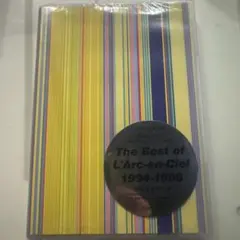 The Best of
L'Arc-en-Ciel
1994-1998